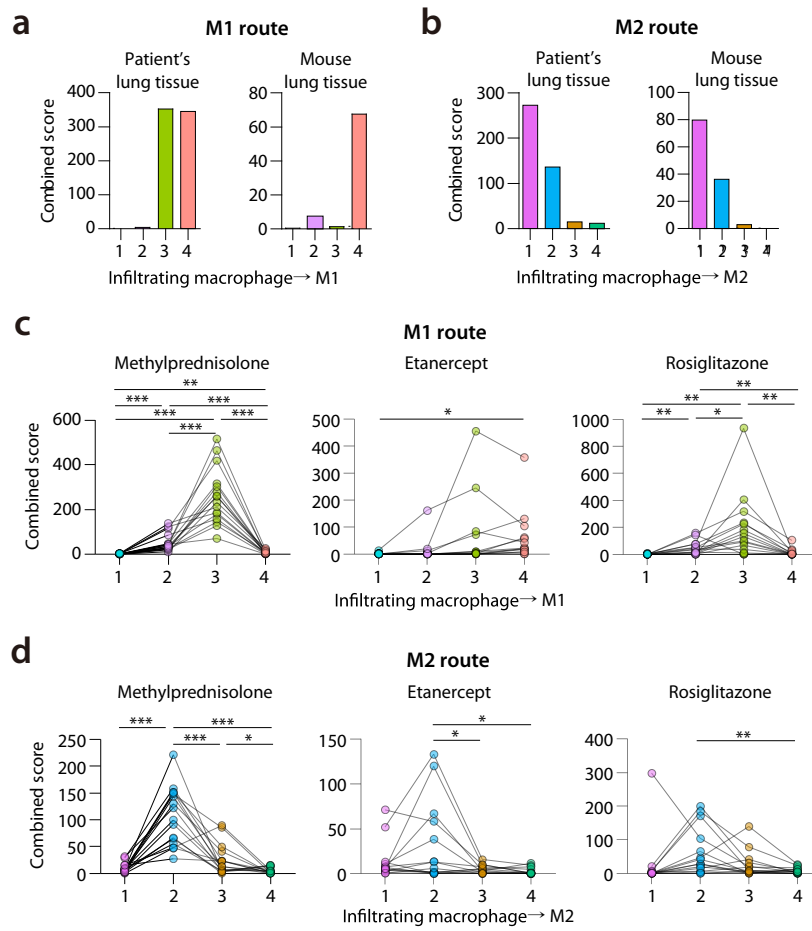 a
M1 route
Patient's
lung tissue
Mouse
lung tissue
Combined score
400
300
200
100
0
1 2 3 4
80
60
40
20
0
1 2 3 4
Infiltrating macrophage→ M1
b
M2 route
Patient's
lung tissue
Mouse
lung tissue
Combined score
300
200
100
0
1 2 3 4
100
80
60
40
20
0
1 2 3 4
Infiltrating macrophage→ M2
c
M1 route
Methylprednisolone
Etanercept
Rosiglitazone
Combined score
**
*** ***
*** ***
***
600
400
200
0
1 2 3 4
*
500
400
300
200
100
0
1 2 3 4
**
** **
** *
1000
800
600
400
200
0
1 2 3 4
Infiltrating macrophage→ M1
d
M2 route
Methylprednisolone
Etanercept
Rosiglitazone
Combined score
*** ***
*** *
250
200
150
100
50
0
1 2 3 4
*
*
150
100
50
0
1 2 3 4
**
400
300
200
100
0
1 2 3 4
Infiltrating macrophage→ M2